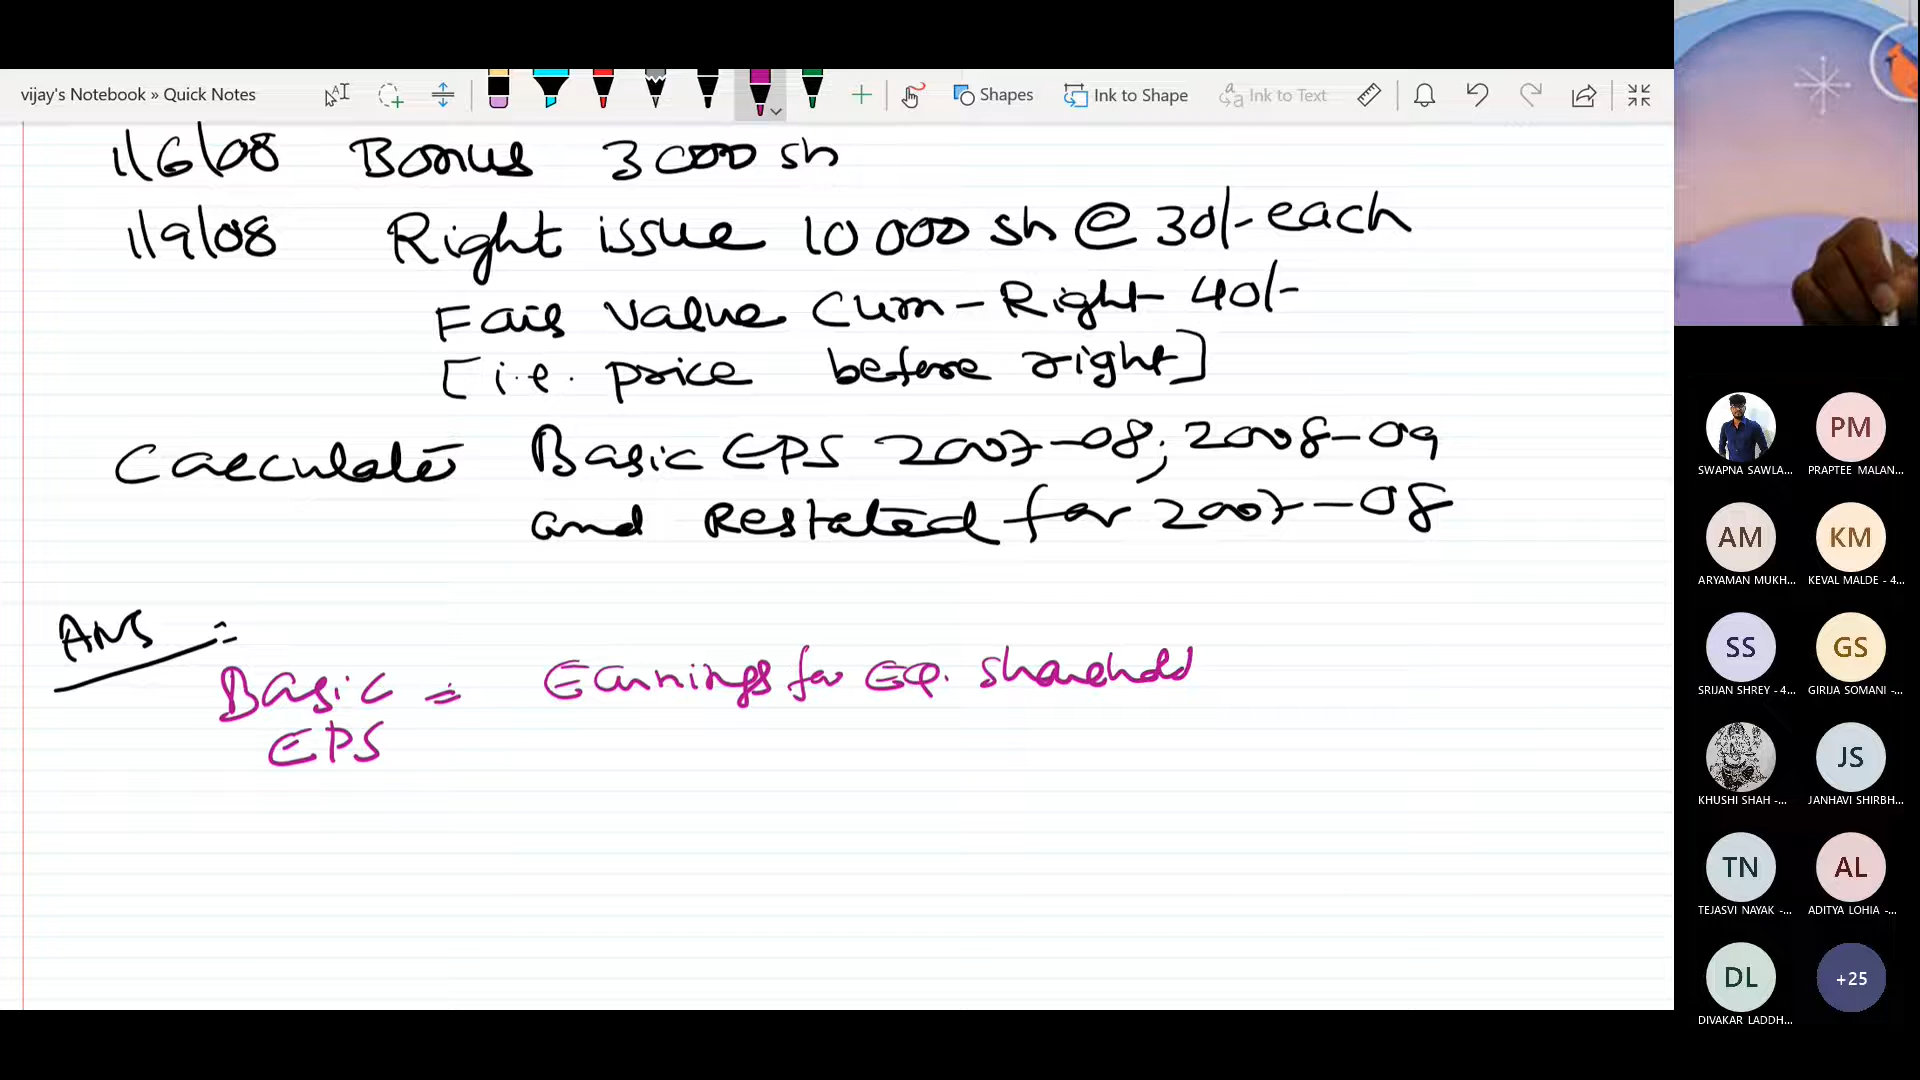 vijay's Notebook » Quick Notes
Shapes
Ink to Shape
Ink to Text
1/6/08 Bonus 3000 sh
1/9/08 Right issue 10000 sh @ 30/- each
Fair Value Cum-Right 40/-
[i.e. price before right]
Calculate Basic EPS 2007-08; 2008-09
and Restated for 2007-08
ANS :
Basic = Earnings for EQ. Sharehold
EPS
SWAPNA SAWLA...
PM
PRAPTEE MALAN...
AM
ARYAMAN MUKH...
KM
KEVAL MALDE - 4...
SS
SRIJAN SHREY - 4...
GS
GIRIJA SOMANI -...
KHUSHI SHAH -...
JS
JANHAVI SHIRBH...
TN
TEJASVI NAYAK -...
AL
ADITYA LOHIA -...
DL
DIVAKAR LADDH...
+25